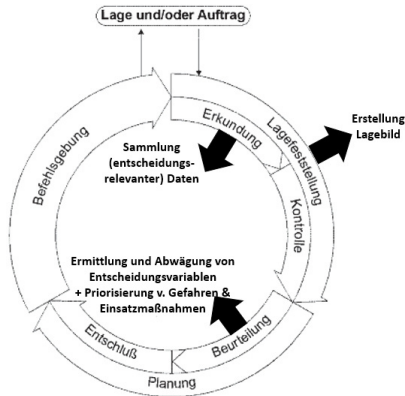 Lage und/oder Auftrag
Erkundung
Lagefeststellung
Kontrolle
Erstellung
Lagebild
Sammlung
(entscheidungs-
relevanter) Daten
Befehlsgebung
Ermittlung und Abwägung von
Entscheidungsvariablen
+ Priorisierung v. Gefahren &
Einsatzmaßnahmen
Beurteilung
Entschluß
Planung